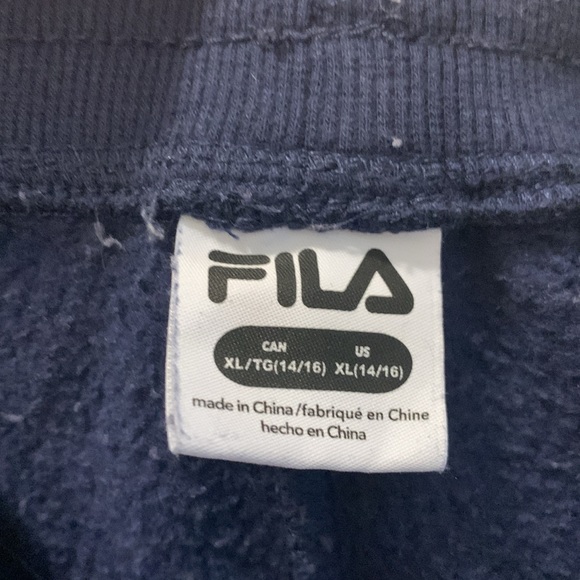 FILA
CAN US
XL/TG(14/16) XL(14/16)
made in China/fabriqué en Chine
hecho en China